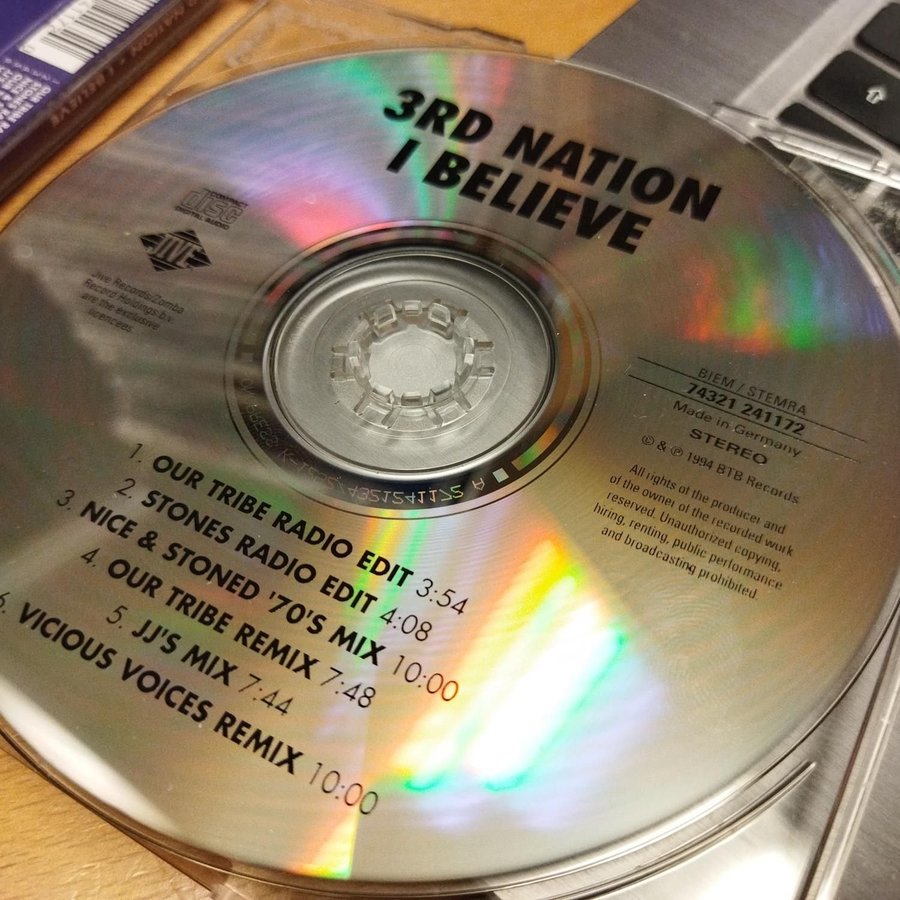 3RD NATION
I BELIEVE
COMPACT
disc
DIGITAL AUDIO
JIVE
Jive Records/Zomba
Record Holdings b.v
are the exclusive
licencees.
BIEM / STEMRA
74321 241172
Made in Germany
STEREO
© & ℗ 1994 BTB Records
All rights of the producer and
of the owner of the recorded work
reserved. Unauthorized copying,
hiring, renting, public performance
and broadcasting prohibited.
1. OUR TRIBE RADIO EDIT 3:54
2. STONES RADIO EDIT 4:08
3. NICE & STONED '70'S MIX 10:00
4. OUR TRIBE REMIX 7:48
5. JJ'S MIX 7:44
6. VICIOUS VOICES REMIX 10:00
NATION • I BELIEVE
74321241172 A